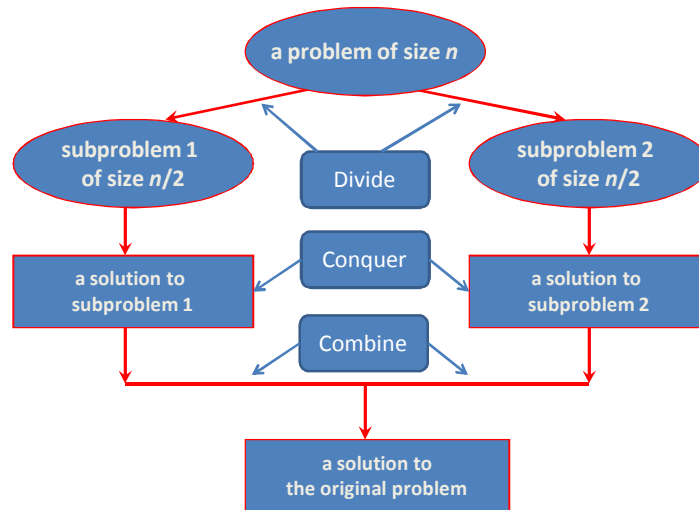 a problem of size n
subproblem 1
of size n/2
subproblem 2
of size n/2
Divide
a solution to
subproblem 1
Conquer
a solution to
subproblem 2
Combine
a solution to
the original problem